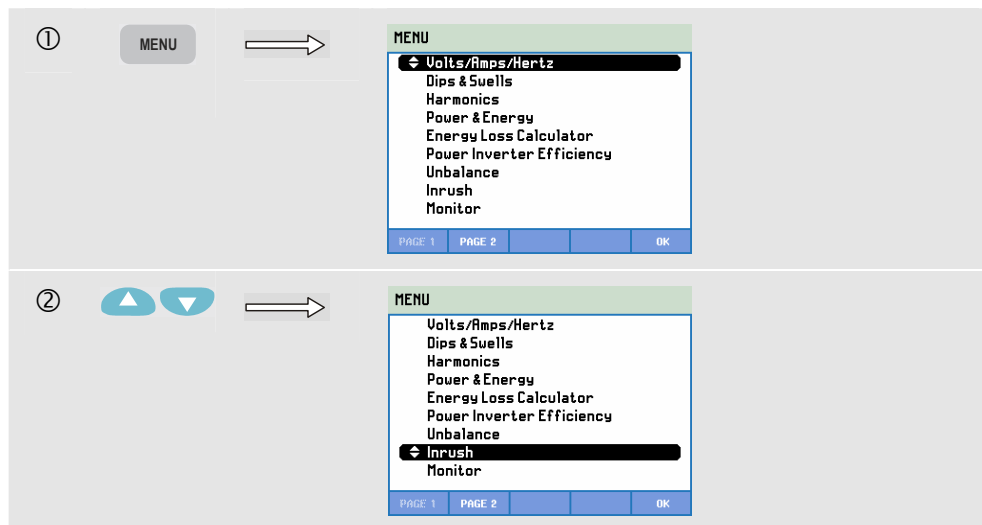 ①
MENU
MENU
Volts/Amps/Hertz
Dips & Swells
Harmonics
Power & Energy
Energy Loss Calculator
Power Inverter Efficiency
Unbalance
Inrush
Monitor
PAGE 1 PAGE 2 OK
②
MENU
Volts/Amps/Hertz
Dips & Swells
Harmonics
Power & Energy
Energy Loss Calculator
Power Inverter Efficiency
Unbalance
Inrush
Monitor
PAGE 1 PAGE 2 OK